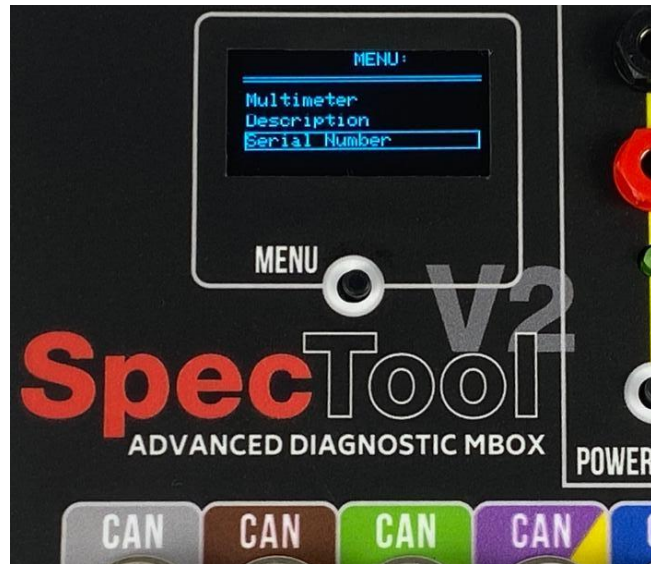 MENU:
Multimeter
Description
Serial Number
MENU
V2
SpecTool
ADVANCED DIAGNOSTIC MBOX
POWER
CAN CAN CAN CAN